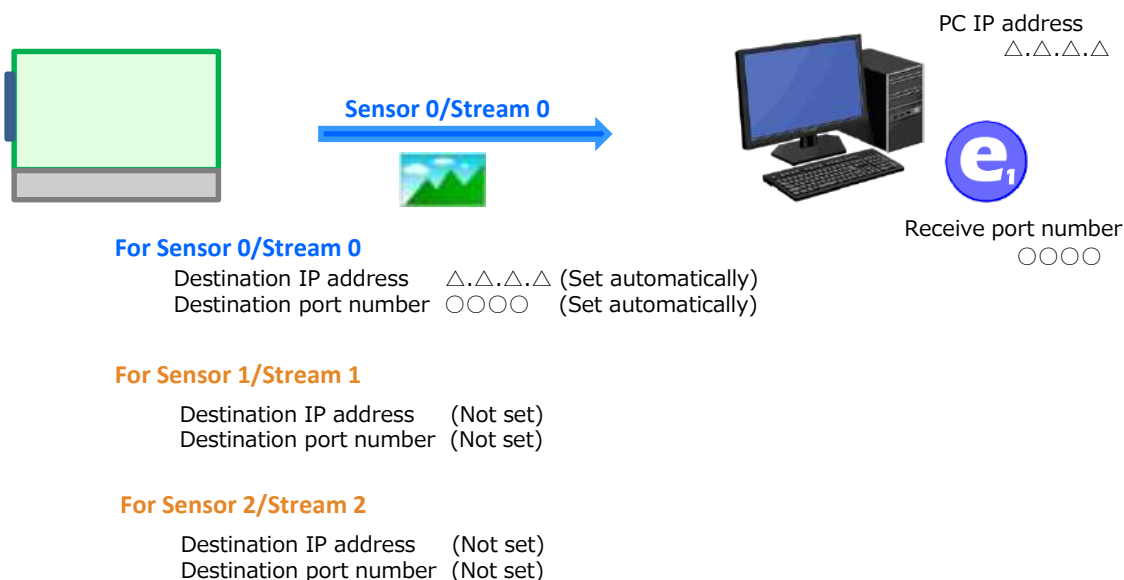 PC IP address
△.△.△.△
Sensor 0/Stream 0
e1
Receive port number
○○○○
For Sensor 0/Stream 0
Destination IP address △.△.△.△ (Set automatically)
Destination port number ○○○○ (Set automatically)
For Sensor 1/Stream 1
Destination IP address (Not set)
Destination port number (Not set)
For Sensor 2/Stream 2
Destination IP address (Not set)
Destination port number (Not set)